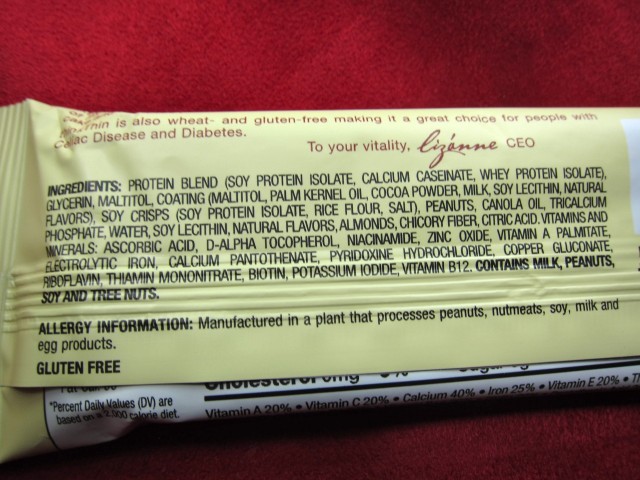 is also wheat- and gluten-free making it a great choice for people with
Disease and Diabetes.
To your vitality, lizánne CEO
INGREDIENTS: PROTEIN BLEND (SOY PROTEIN ISOLATE, CALCIUM CASEINATE, WHEY PROTEIN ISOLATE),
GLYCERIN, MALTITOL, COATING (MALTITOL, PALM KERNEL OIL, COCOA POWDER, MILK, SOY LECITHIN, NATURAL
FLAVORS), SOY CRISPS (SOY PROTEIN ISOLATE, RICE FLOUR, SALT), PEANUTS, CANOLA OIL, TRICALCIUM
PHOSPHATE, WATER, SOY LECITHIN, NATURAL FLAVORS, ALMONDS, CHICORY FIBER, CITRIC ACID. VITAMINS AND
MINERALS: ASCORBIC ACID, D-ALPHA TOCOPHEROL, NIACINAMIDE, ZINC OXIDE, VITAMIN A PALMITATE,
ELECTROLYTIC IRON, CALCIUM PANTOTHENATE, PYRIDOXINE HYDROCHLORIDE, COPPER GLUCONATE,
RIBOFLAVIN, THIAMIN MONONITRATE, BIOTIN, POTASSIUM IODIDE, VITAMIN B12. CONTAINS MILK, PEANUTS,
SOY AND TREE NUTS.
ALLERGY INFORMATION: Manufactured in a plant that processes peanuts, nutmeats, soy, milk and
egg products.
GLUTEN FREE
Cholesterol 0mg
*Percent Daily Values (DV) are
based on a 2,000 calorie diet.
Vitamin A 20% • Vitamin C 20% • Calcium 40% • Iron 25% • Vitamin E 20% •